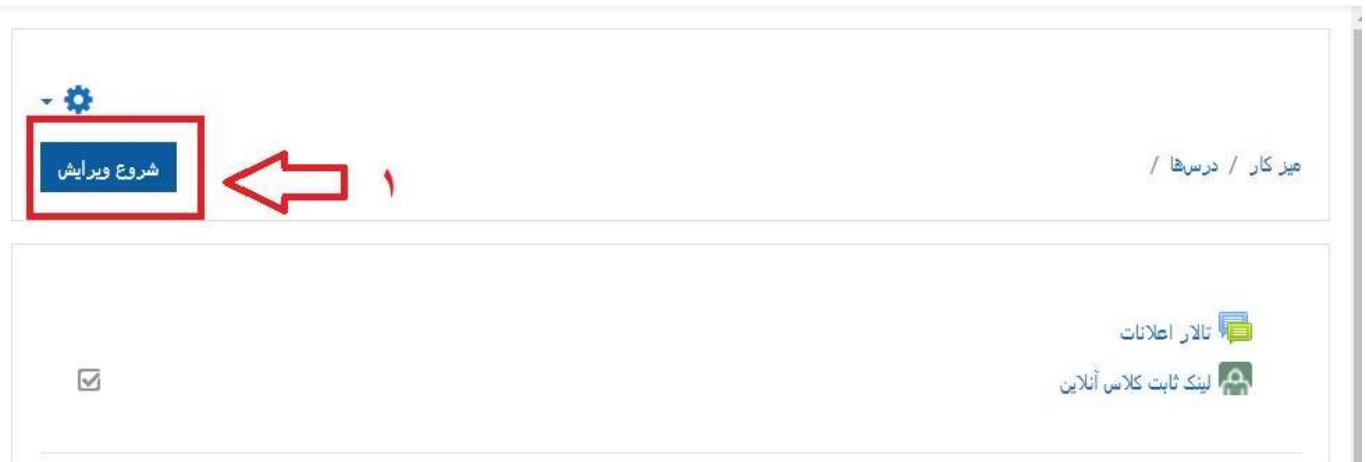 میز کار / درس‌ها /
شروع ویرایش
۱
تالار اعلانات
لینک ثابت کلاس آنلاین